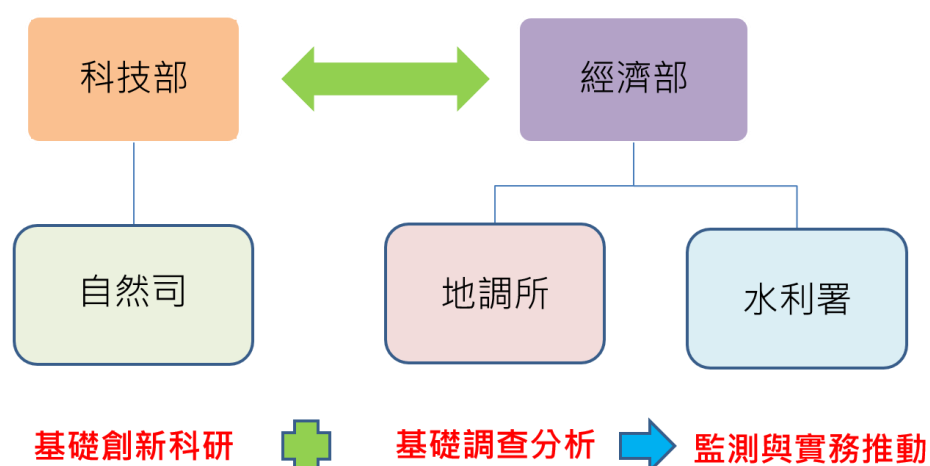 科技部
經濟部
自然司
地調所
水利署
基礎創新科研
基礎調查分析
監測與實務推動